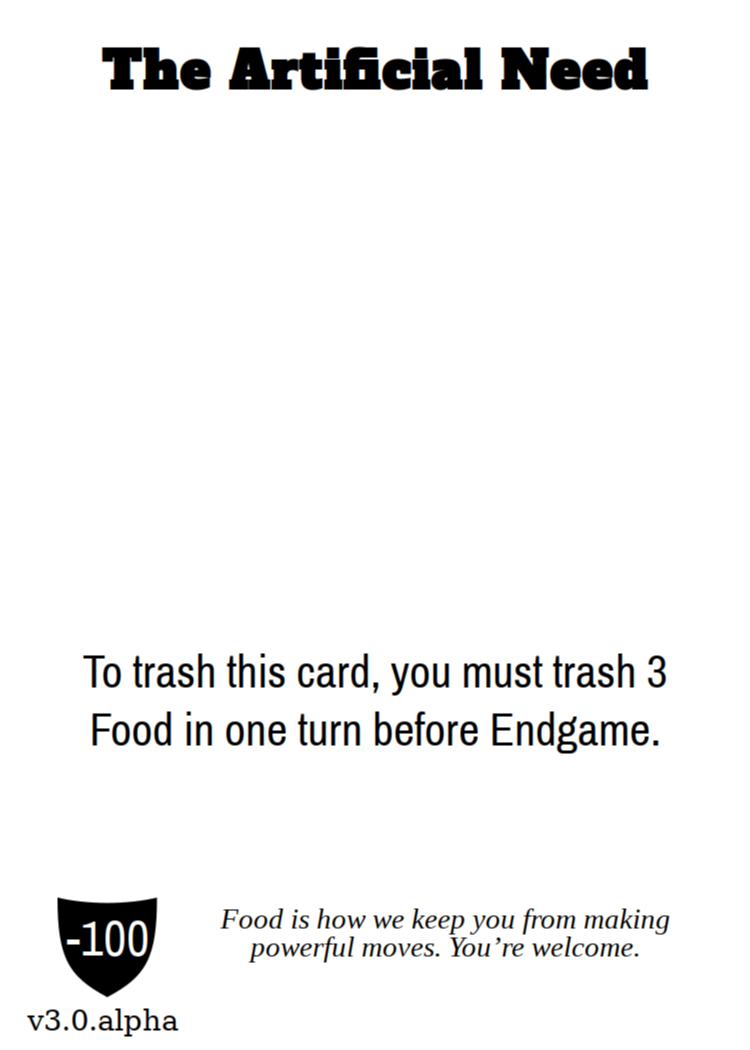 The Artificial Need
To trash this card, you must trash 3
Food in one turn before Endgame.
-100
Food is how we keep you from making
powerful moves. You’re welcome.
v3.0.alpha